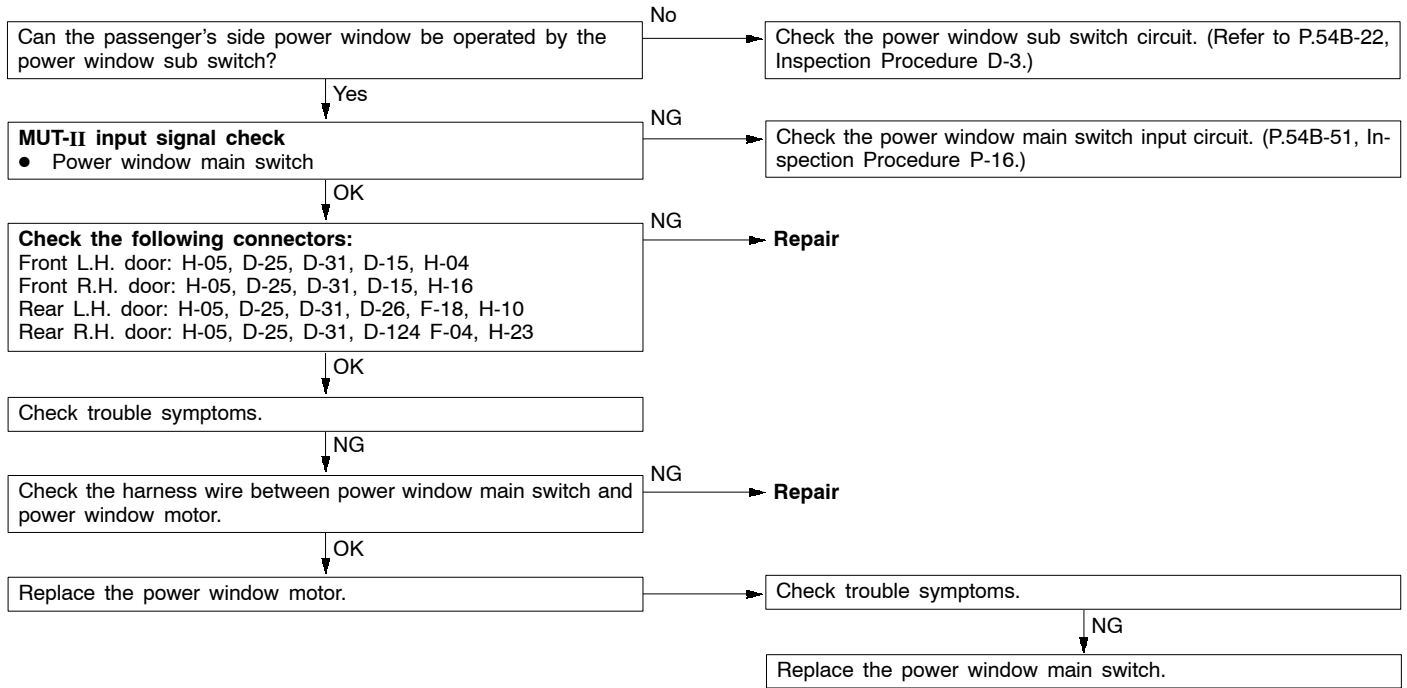 Can the passenger's side power window be operated by the
power window sub switch?
No
Check the power window sub switch circuit. (Refer to P.54B-22,
Inspection Procedure D-3.)
Yes
MUT-II input signal check
● Power window main switch
NG
Check the power window main switch input circuit. (P.54B-51, In-
spection Procedure P-16.)
OK
Check the following connectors:
Front L.H. door: H-05, D-25, D-31, D-15, H-04
Front R.H. door: H-05, D-25, D-31, D-15, H-16
Rear L.H. door: H-05, D-25, D-31, D-26, F-18, H-10
Rear R.H. door: H-05, D-25, D-31, D-124 F-04, H-23
NG
Repair
OK
Check trouble symptoms.
NG
Check the harness wire between power window main switch and
power window motor.
NG
Repair
OK
Replace the power window motor.
Check trouble symptoms.
NG
Replace the power window main switch.